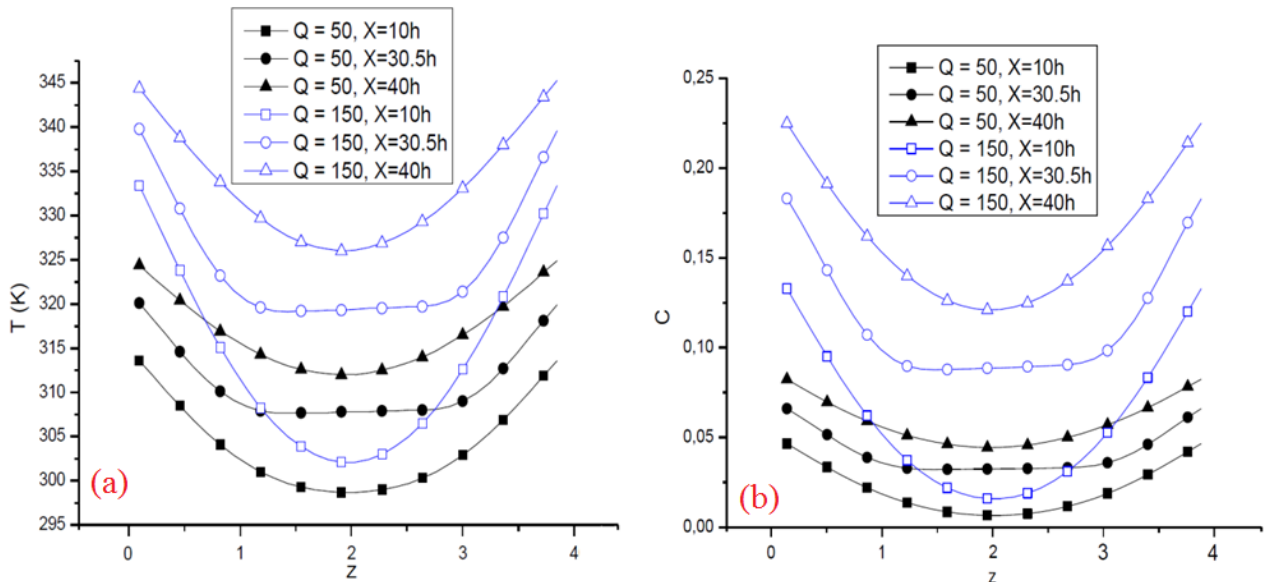 Q = 50, X=10h
Q = 50, X=30.5h
Q = 50, X=40h
Q = 150, X=10h
Q = 150, X=30.5h
Q = 150, X=40h
345
340
335
330
325
320
315
310
305
300
295
T (K)
0 1 2 3 4
z
(a)
Q = 50, X=10h
Q = 50, X=30.5h
Q = 50, X=40h
Q = 150, X=10h
Q = 150, X=30.5h
Q = 150, X=40h
0,25
0,20
0,15
0,10
0,05
0,00
C
0 1 2 3 4
z
(b)